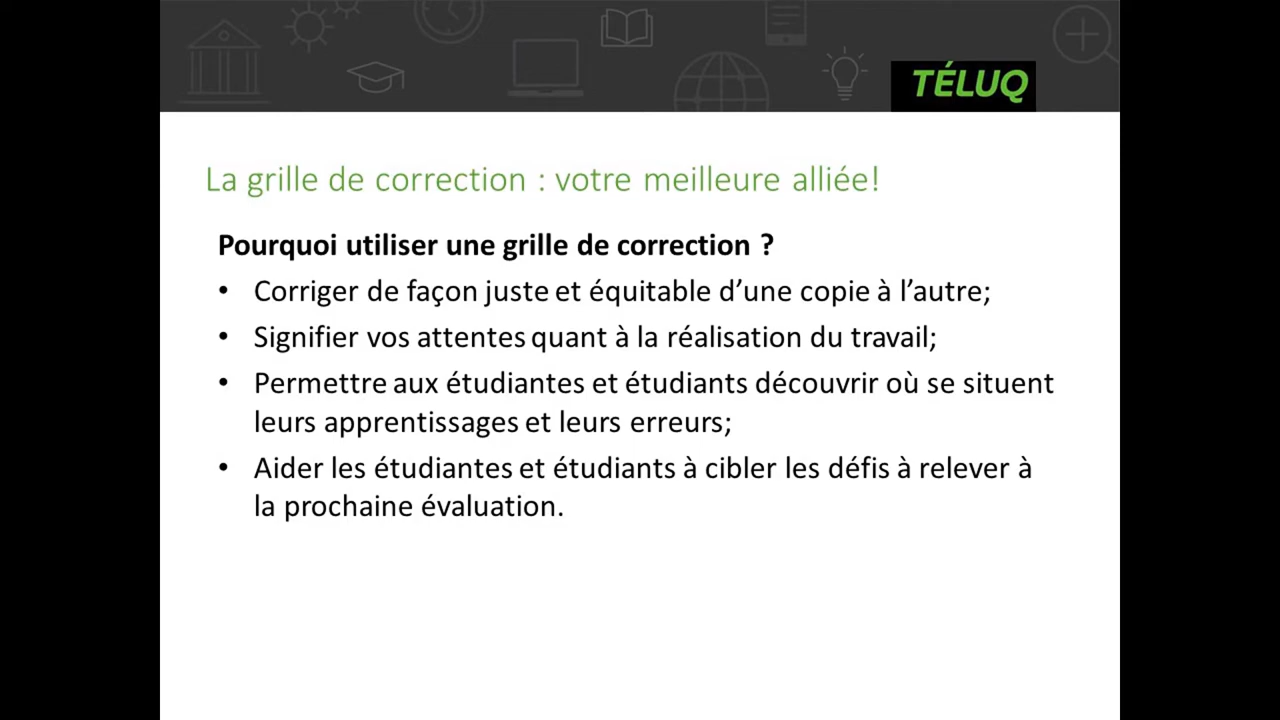 TÉLUQ
La grille de correction : votre meilleure alliée!
Pourquoi utiliser une grille de correction ?
• Corriger de façon juste et équitable d’une copie à l’autre;
• Signifier vos attentes quant à la réalisation du travail;
• Permettre aux étudiantes et étudiants découvrir où se situent
leurs apprentissages et leurs erreurs;
• Aider les étudiantes et étudiants à cibler les défis à relever à
la prochaine évaluation.